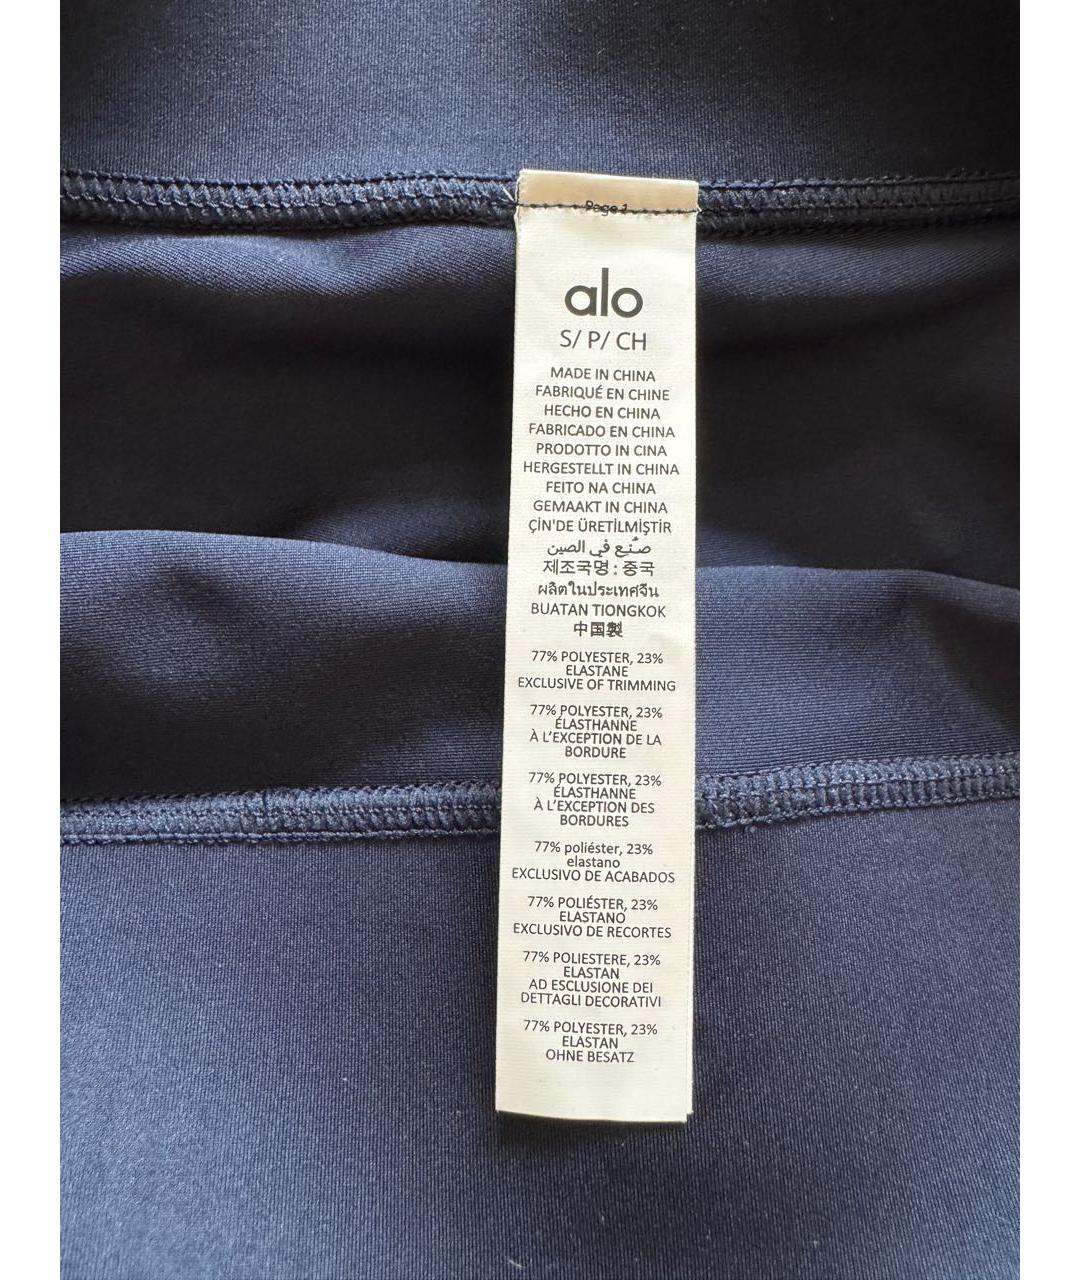 Page 1
alo
S/ P/ CH
MADE IN CHINA
FABRIQUÉ EN CHINE
HECHO EN CHINA
FABRICADO EN CHINA
PRODOTTO IN CINA
HERGESTELLT IN CHINA
FEITO NA CHINA
GEMAAKT IN CHINA
ÇİN'DE ÜRETİLMİŞTİR
صُنِع في الصين
제조국명 : 중국
ผลิตในประเทศจีน
BUATAN TIONGKOK
中国製
77% POLYESTER, 23%
ELASTANE
EXCLUSIVE OF TRIMMING
77% POLYESTER, 23%
ÉLASTHANNE
À L'EXCEPTION DE LA
BORDURE
77% POLYESTER, 23%
ÉLASTHANNE
À L'EXCEPTION DES
BORDURES
77% poliéster, 23%
elastano
EXCLUSIVO DE ACABADOS
77% POLIÉSTER, 23%
ELASTANO
EXCLUSIVO DE RECORTES
77% POLIESTERE, 23%
ELASTAN
AD ESCLUSIONE DEI
DETTAGLI DECORATIVI
77% POLYESTER, 23%
ELASTAN
OHNE BESATZ